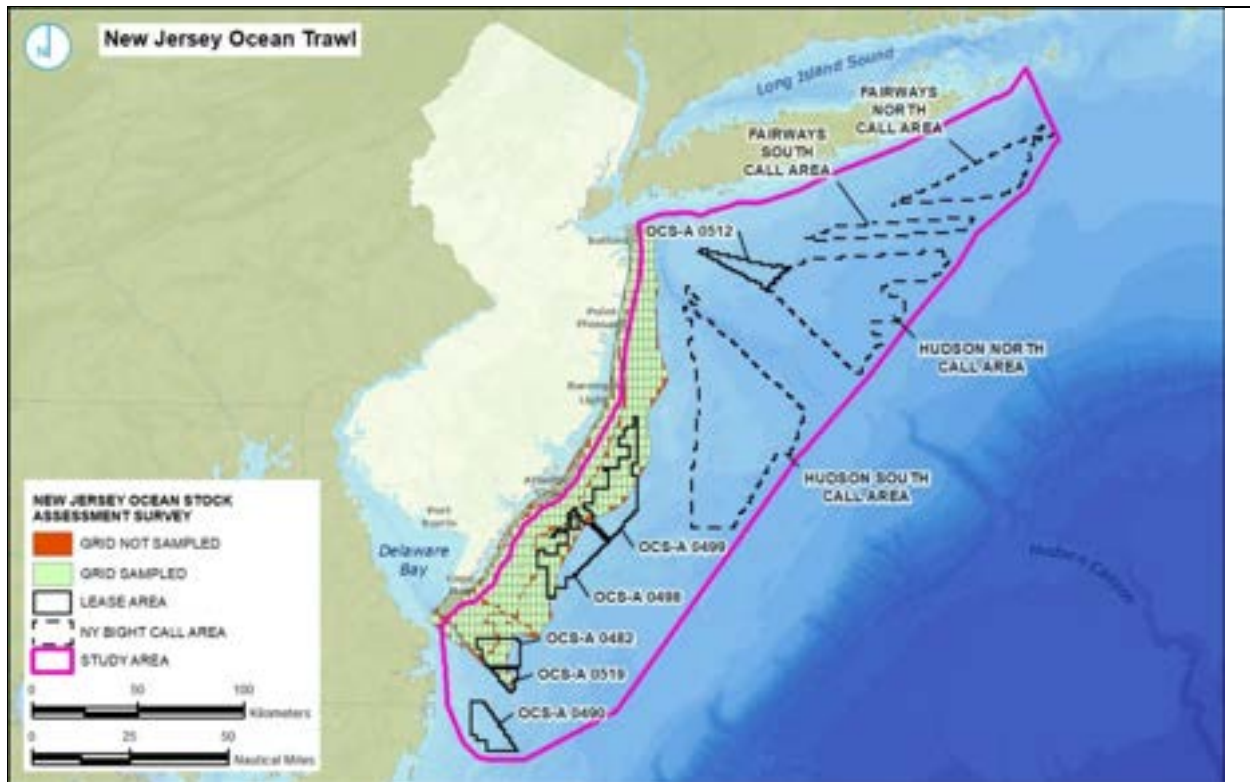 New Jersey Ocean Trawl
Long Island Sound
FAIRWAYS
NORTH
CALL AREA
FAIRWAYS
SOUTH
CALL AREA
OCS-A 0512
HUDSON NORTH
CALL AREA
HUDSON SOUTH
CALL AREA
OCS-A 0499
OCS-A 0498
OCS-A 0482
OCS-A 0519
OCS-A 0490
Delaware
Bay
Hudson Canyon
NEW JERSEY OCEAN STOCK
ASSESSMENT SURVEY
GRID NOT SAMPLED
GRID SAMPLED
LEASE AREA
NY BIGHT CALL AREA
STUDY AREA
0 50 100
Kilometers
0 25 50
Nautical Miles